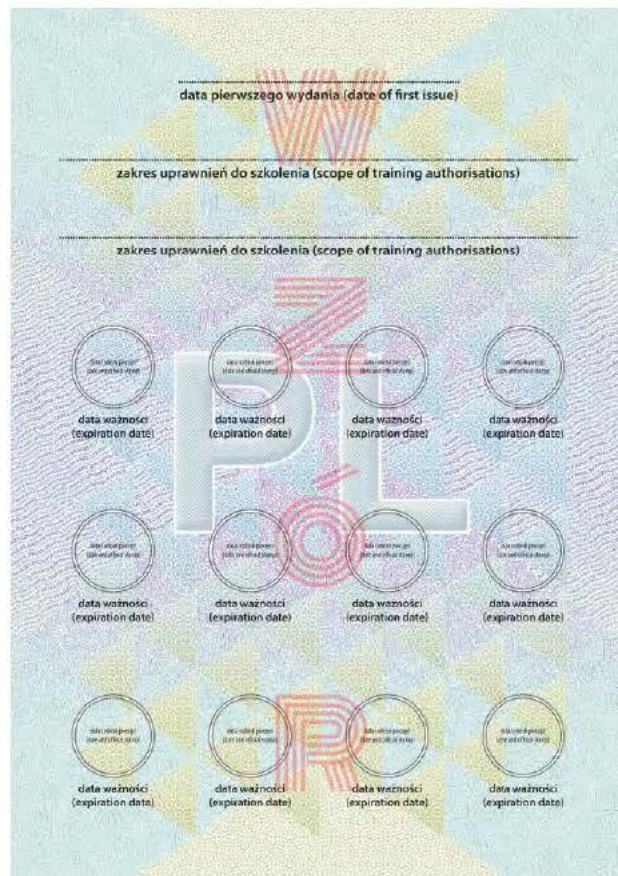 W
data pierwszego wydania (date of first issue)
zakres uprawnień do szkolenia (scope of training authorisations)
zakres uprawnień do szkolenia (scope of training authorisations)
Z
PL
data ważności data ważności data ważności data ważności
(expiration date) (expiration date) (expiration date) (expiration date)
Ó
data ważności data ważności data ważności data ważności
(expiration date) (expiration date) (expiration date) (expiration date)
R
data ważności data ważności data ważności data ważności
(expiration date) (expiration date) (expiration date) (expiration date)